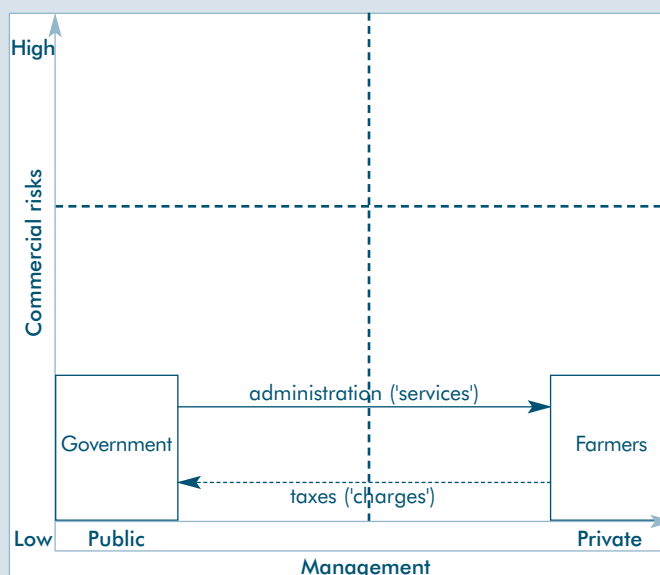 High
Commercial risks
administration ('services')
Government
Farmers
taxes ('charges')
Low
Public
Private
Management